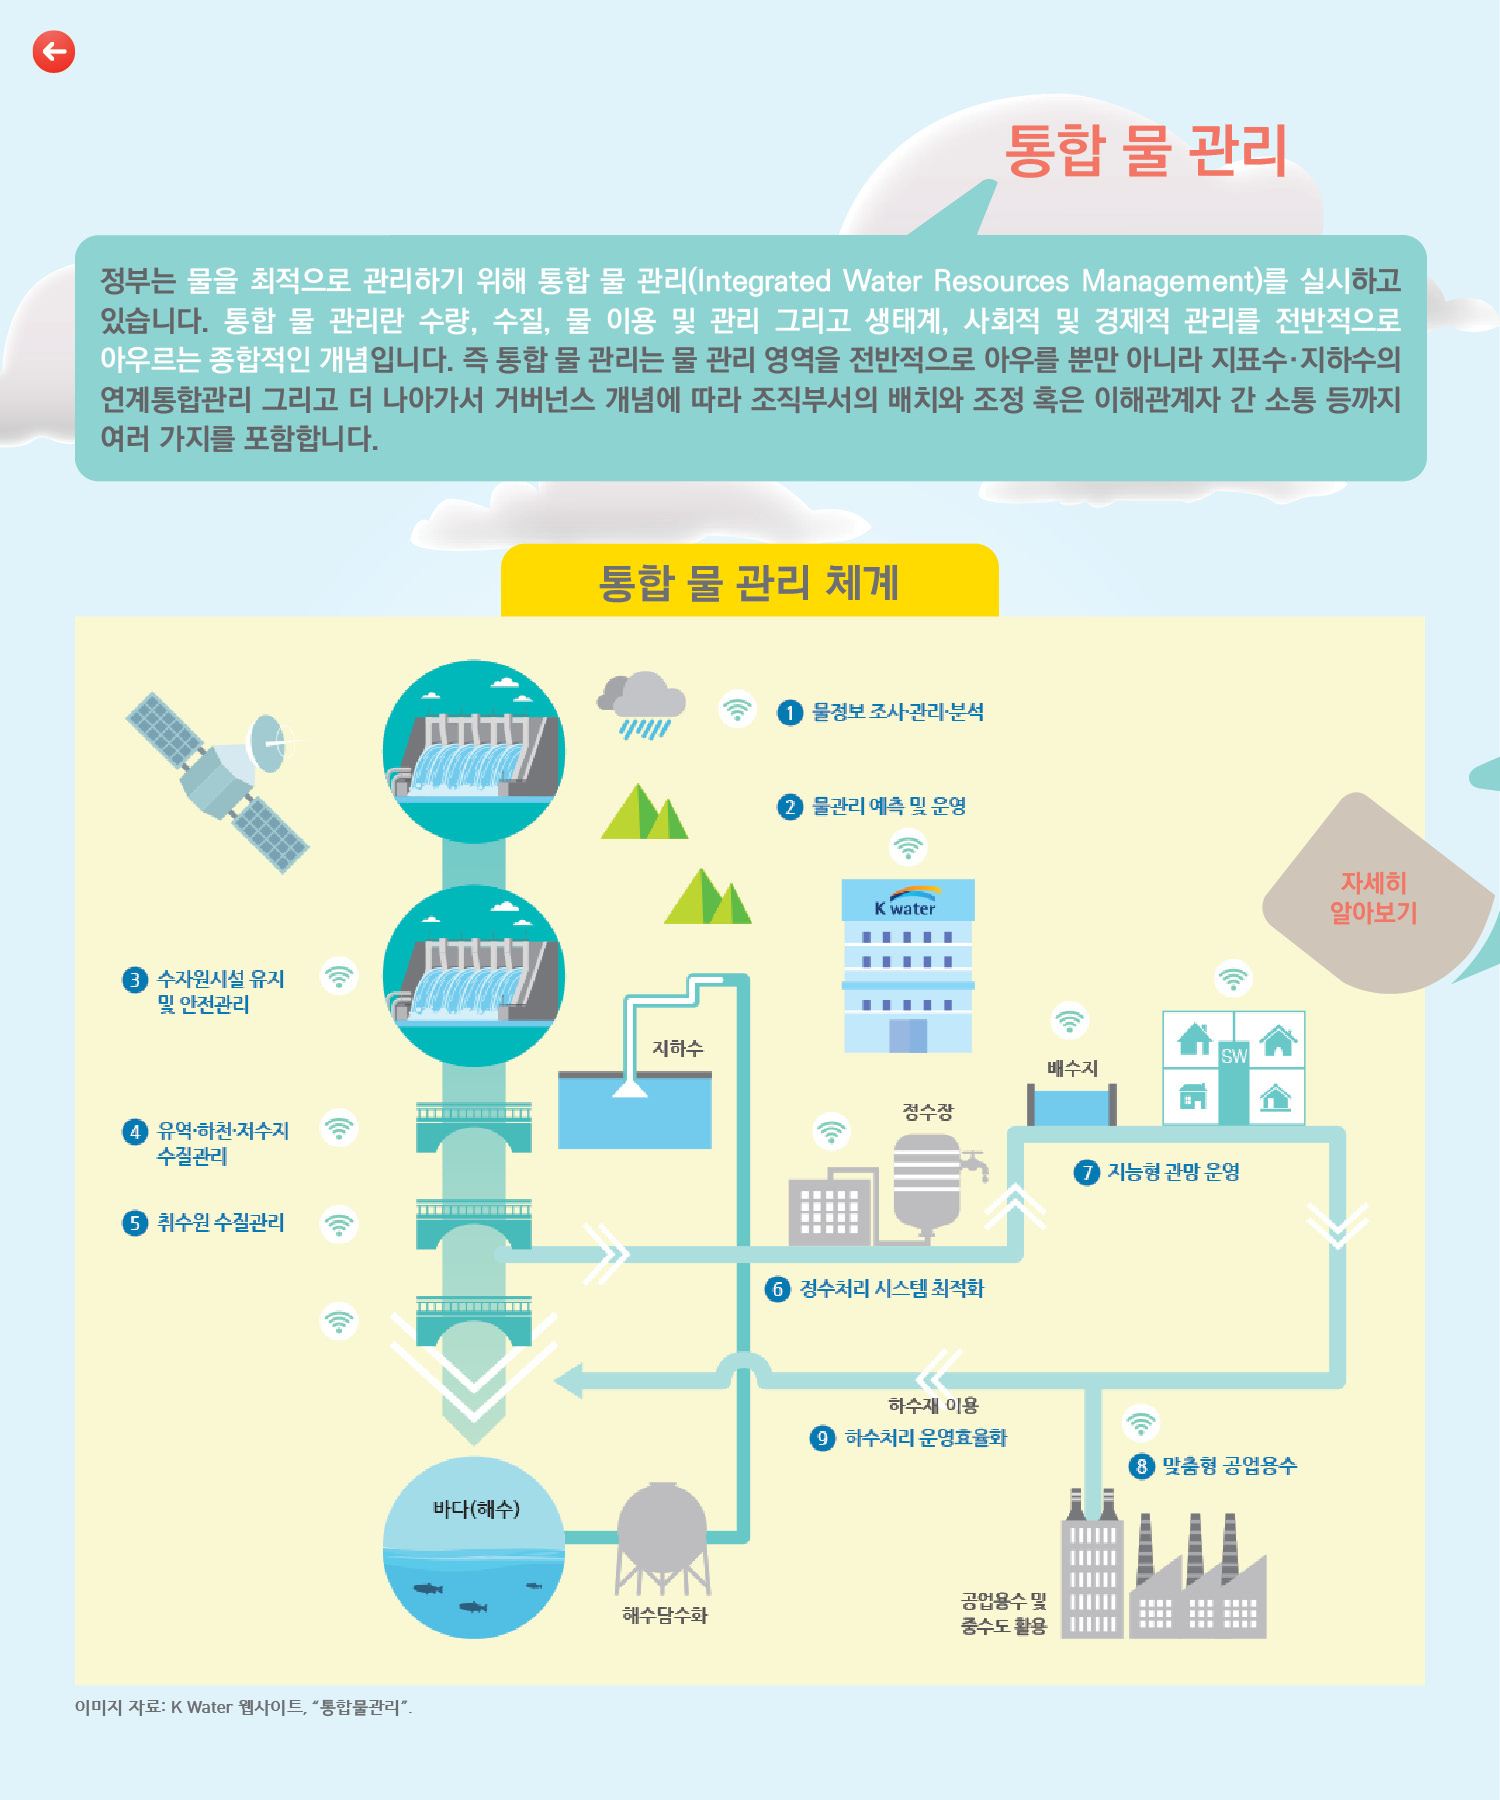 통합 물 관리
정부는 물을 최적으로 관리하기 위해 통합 물 관리(Integrated Water Resources Management)를 실시하고
있습니다. 통합 물 관리란 수량, 수질, 물 이용 및 관리 그리고 생태계, 사회적 및 경제적 관리를 전반적으로
아우르는 종합적인 개념입니다. 즉 통합 물 관리는 물 관리 영역을 전반적으로 아우를 뿐만 아니라 지표수·지하수의
연계통합관리 그리고 더 나아가서 거버넌스 개념에 따라 조직부서의 배치와 조정 혹은 이해관계자 간 소통 등까지
여러 가지를 포함합니다.
통합 물 관리 체계
1 물정보 조사·관리·분석
2 물관리 예측 및 운영
K water
자세히
알아보기
3 수자원시설 유지
및 안전관리
지하수
배수지
SW
정수장
4 유역·하천·저수지
수질관리
7 지능형 관망 운영
5 취수원 수질관리
6 정수처리 시스템 최적화
하수재 이용
9 하수처리 운영효율화
8 맞춤형 공업용수
바다(해수)
해수담수화
공업용수 및
중수도 활용
이미지 자료: K Water 웹사이트, “통합물관리”.